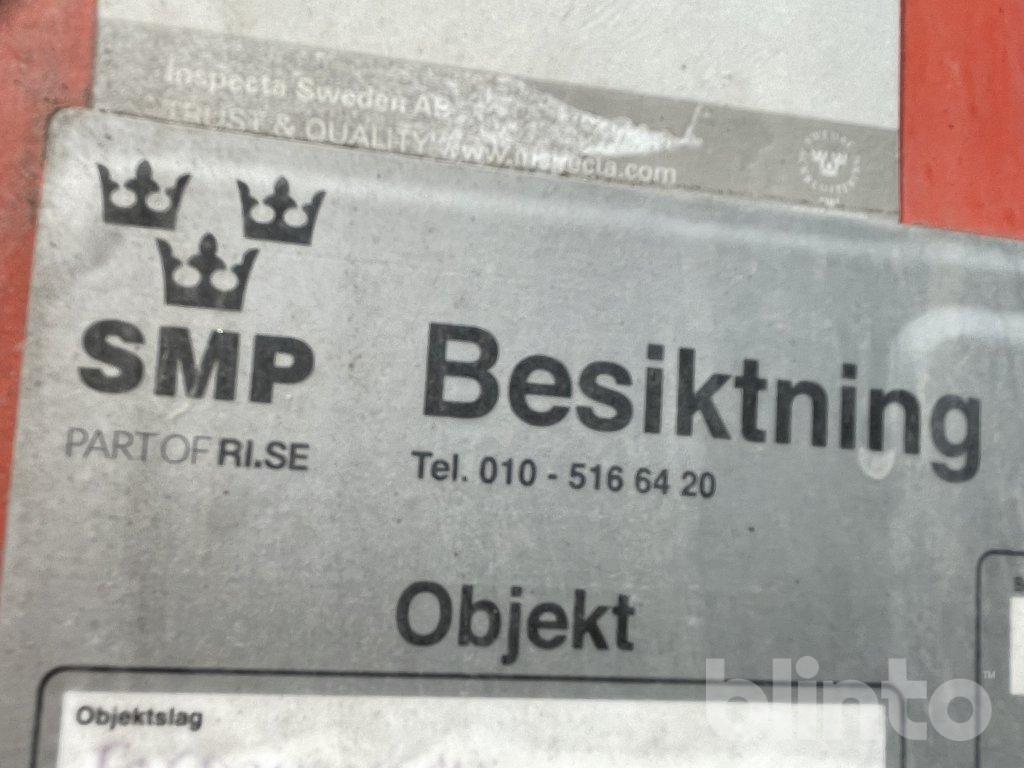 Inspecta Sweden AB
TRUST & QUALITY www.inspecta.com
SMP
PART OF RI.SE
Besiktning
Tel. 010 - 516 64 20
Objekt
Objektslag
blinto™